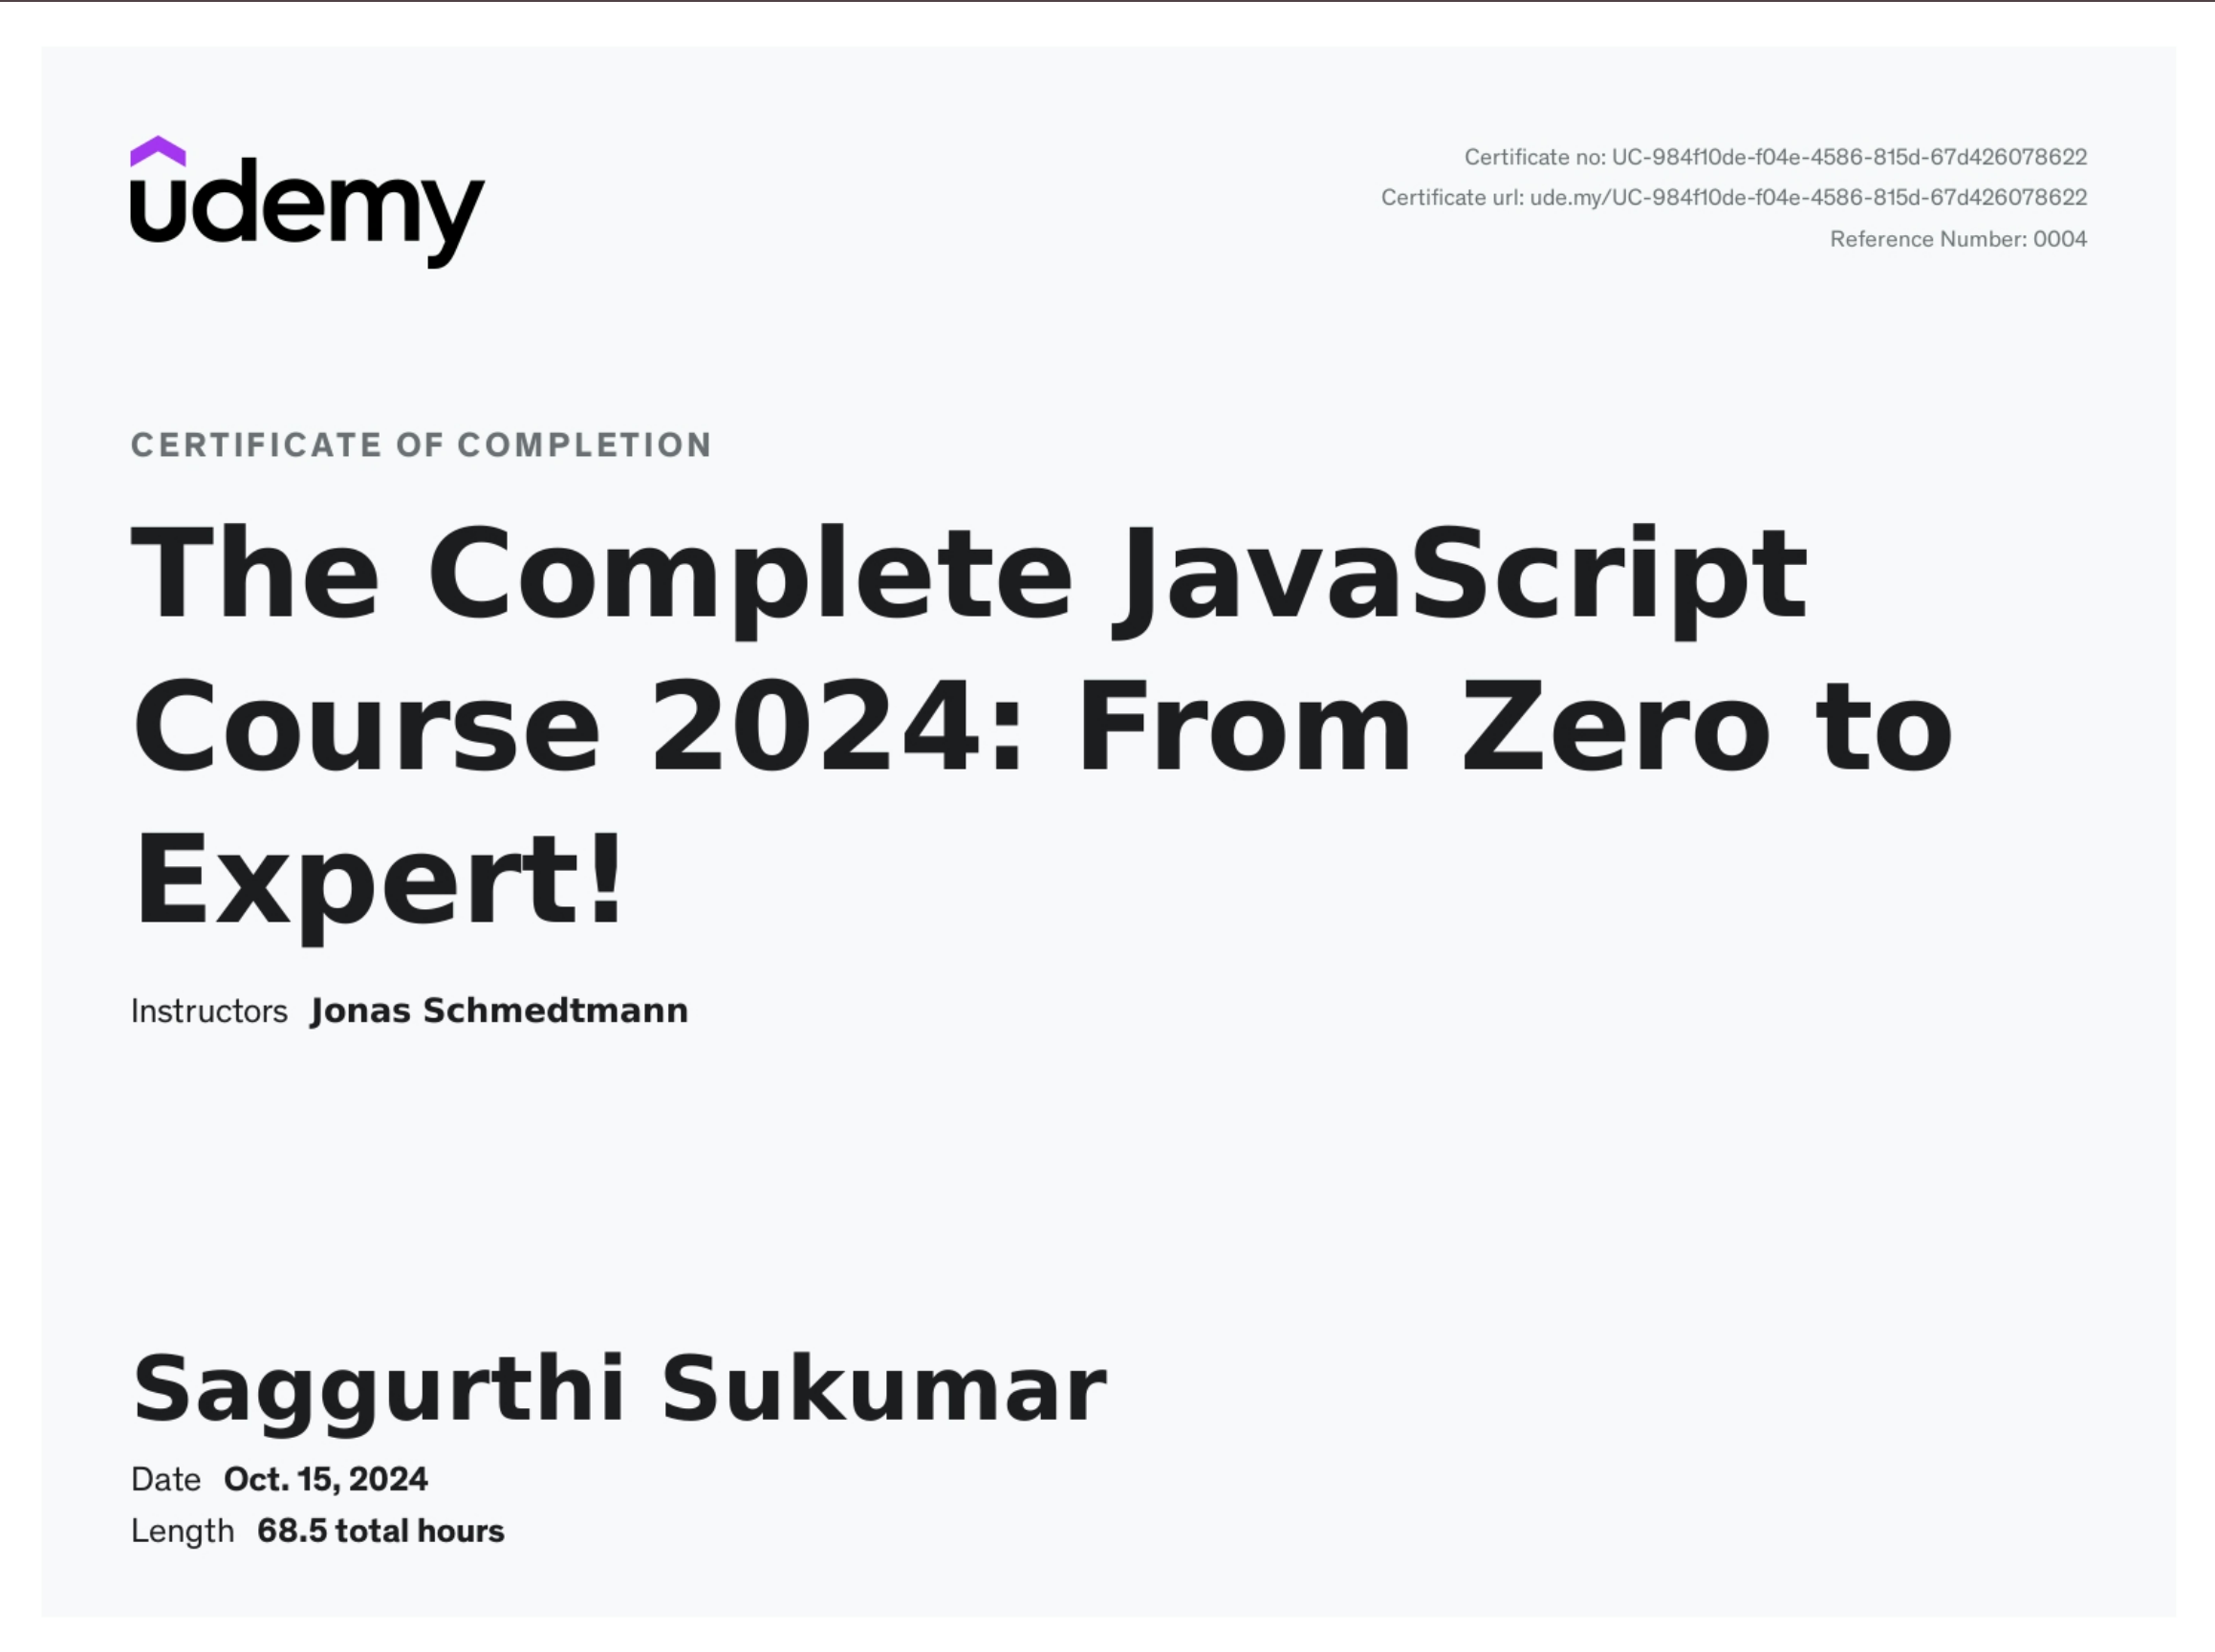 udemy
Certificate no: UC-984f10de-f04e-4586-815d-67d426078622
Certificate url: ude.my/UC-984f10de-f04e-4586-815d-67d426078622
Reference Number: 0004
CERTIFICATE OF COMPLETION
The Complete JavaScript
Course 2024: From Zero to
Expert!
Instructors Jonas Schmedtmann
Saggurthi Sukumar
Date Oct. 15, 2024
Length 68.5 total hours